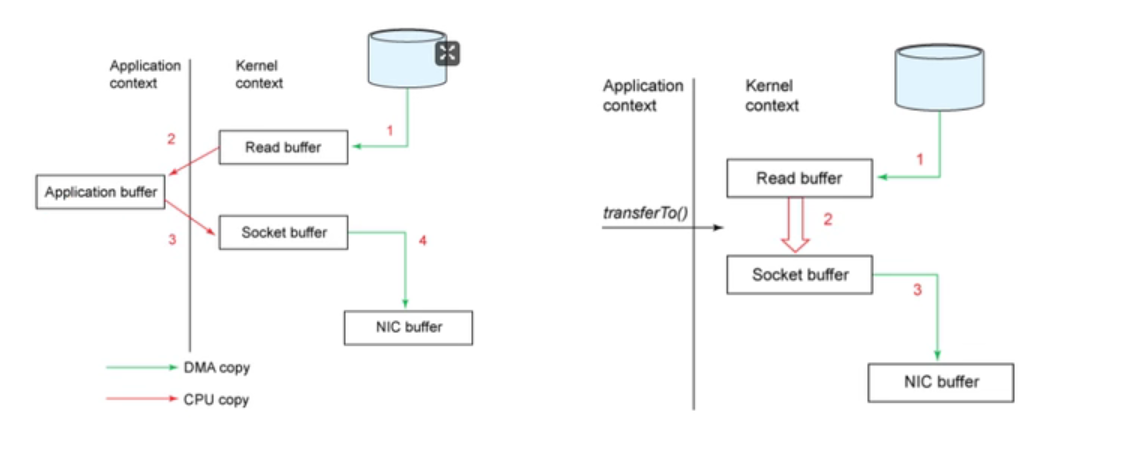 Application
context
Kernel
context
1
2
Read buffer
Application buffer
3
Socket buffer
4
NIC buffer
DMA copy
CPU copy
Application
context
Kernel
context
1
Read buffer
transferTo()
2
Socket buffer
3
NIC buffer